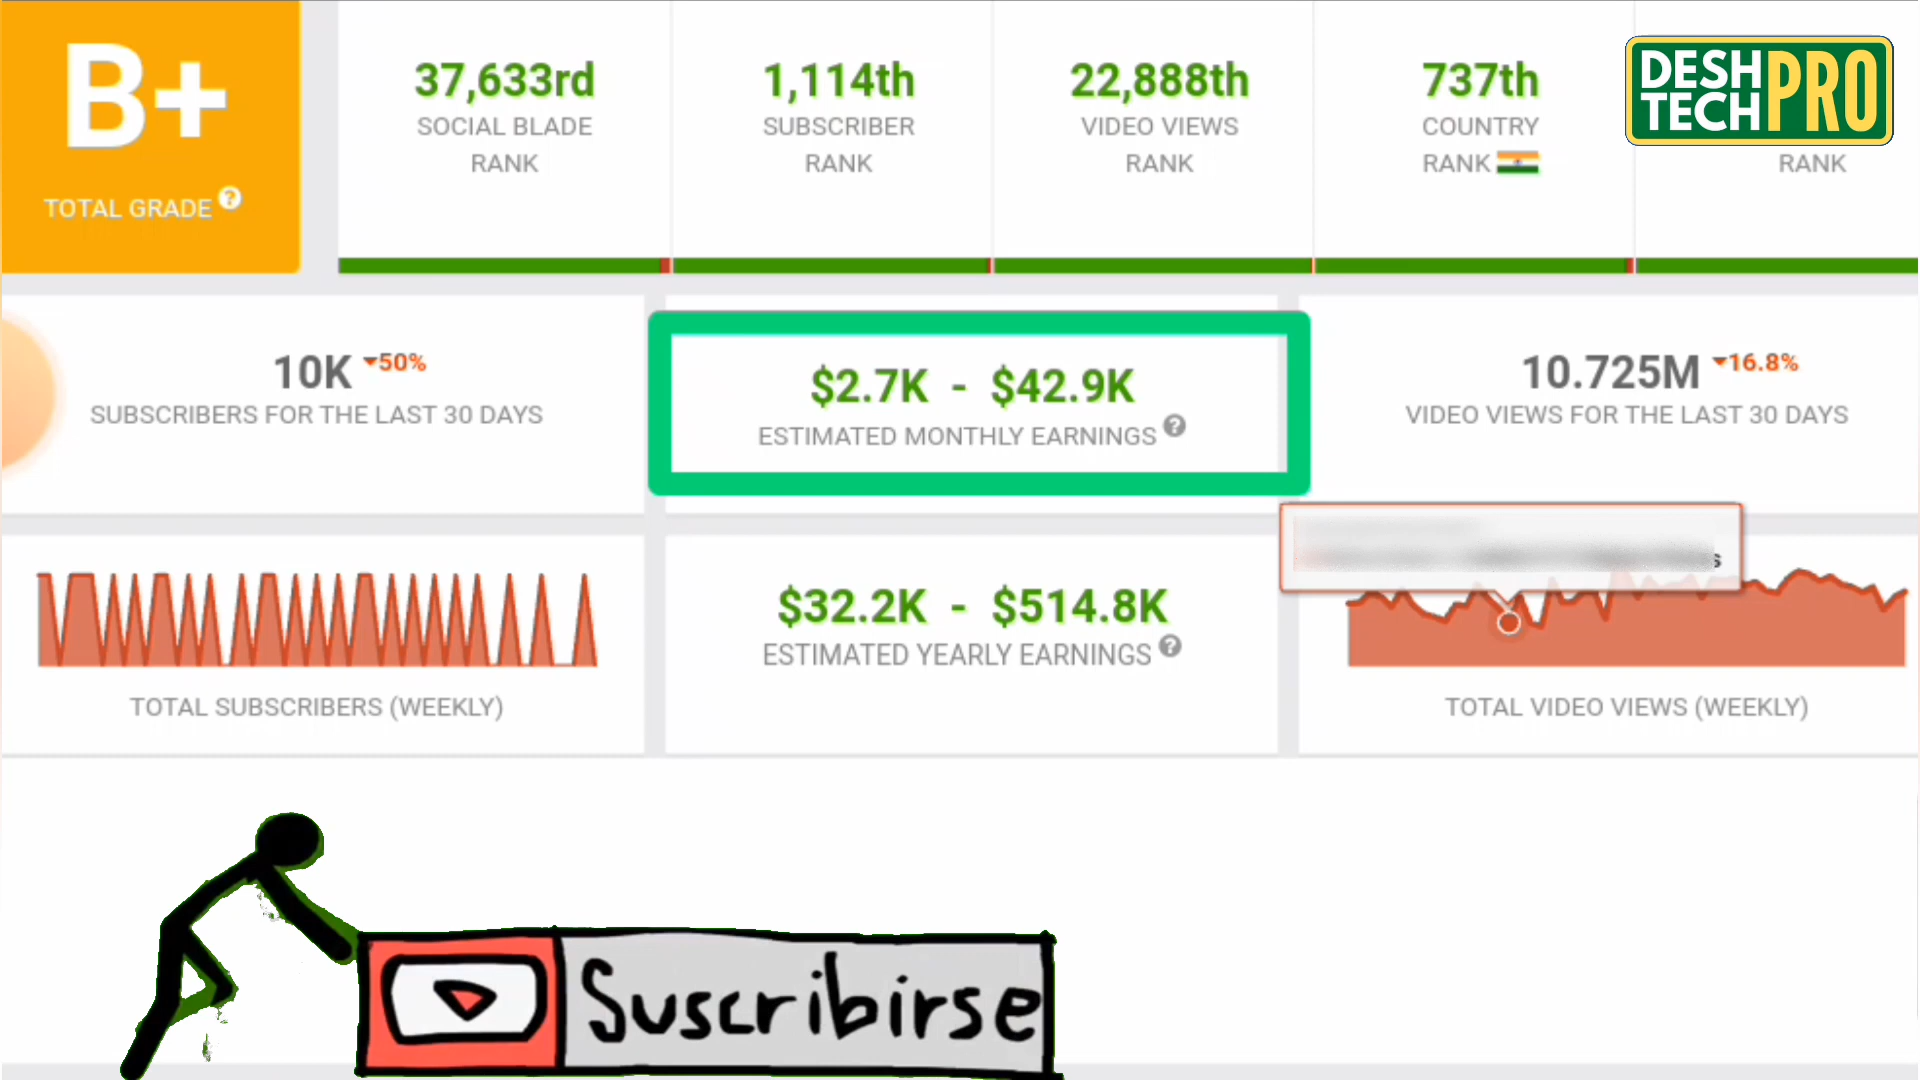 B+
TOTAL GRADE ?
37,633rd
SOCIAL BLADE
RANK
1,114th
SUBSCRIBER
RANK
22,888th
VIDEO VIEWS
RANK
737th
COUNTRY
RANK
RANK
DESH
TECH
PRO
10K 50%
SUBSCRIBERS FOR THE LAST 30 DAYS
$2.7K - $42.9K
ESTIMATED MONTHLY EARNINGS ?
10.725M 16.8%
VIDEO VIEWS FOR THE LAST 30 DAYS
TOTAL SUBSCRIBERS (WEEKLY)
$32.2K - $514.8K
ESTIMATED YEARLY EARNINGS ?
TOTAL VIDEO VIEWS (WEEKLY)
Suscribirse